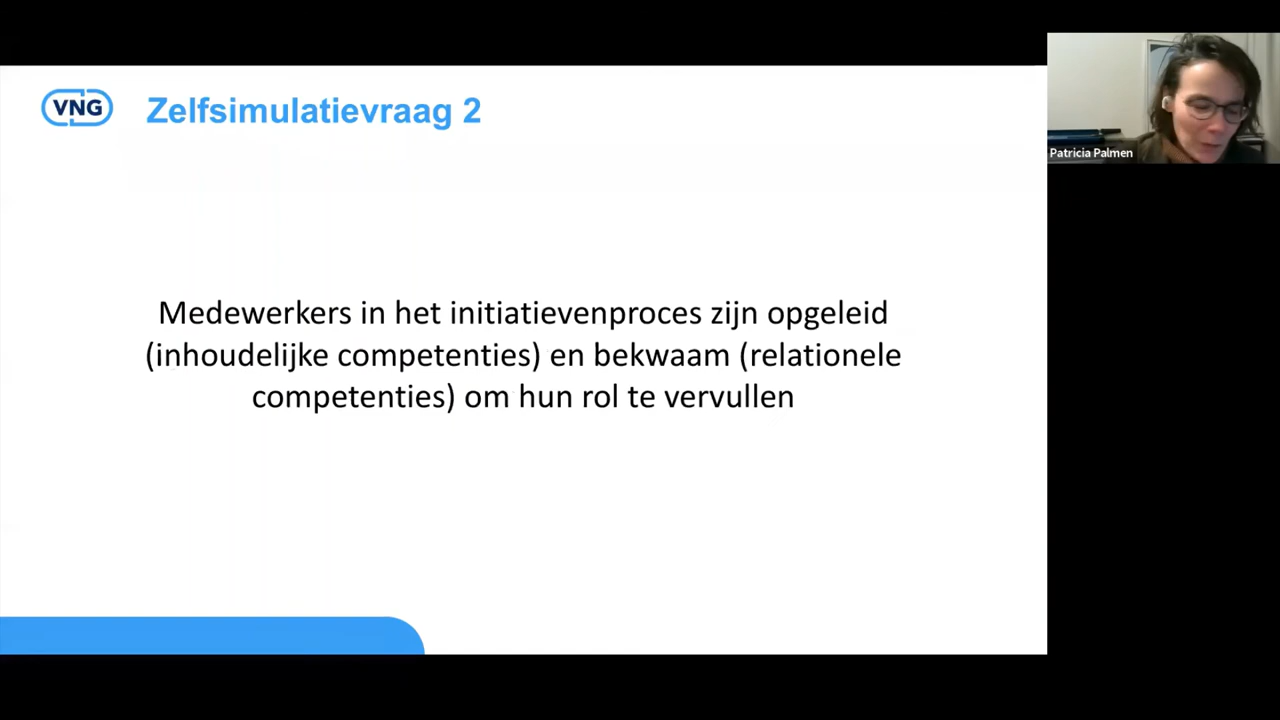 VNG
Zelfsimulatievraag 2
Patricia Palmen
Medewerkers in het initiatievenproces zijn opgeleid
(inhoudelijke competenties) en bekwaam (relationele
competenties) om hun rol te vervullen